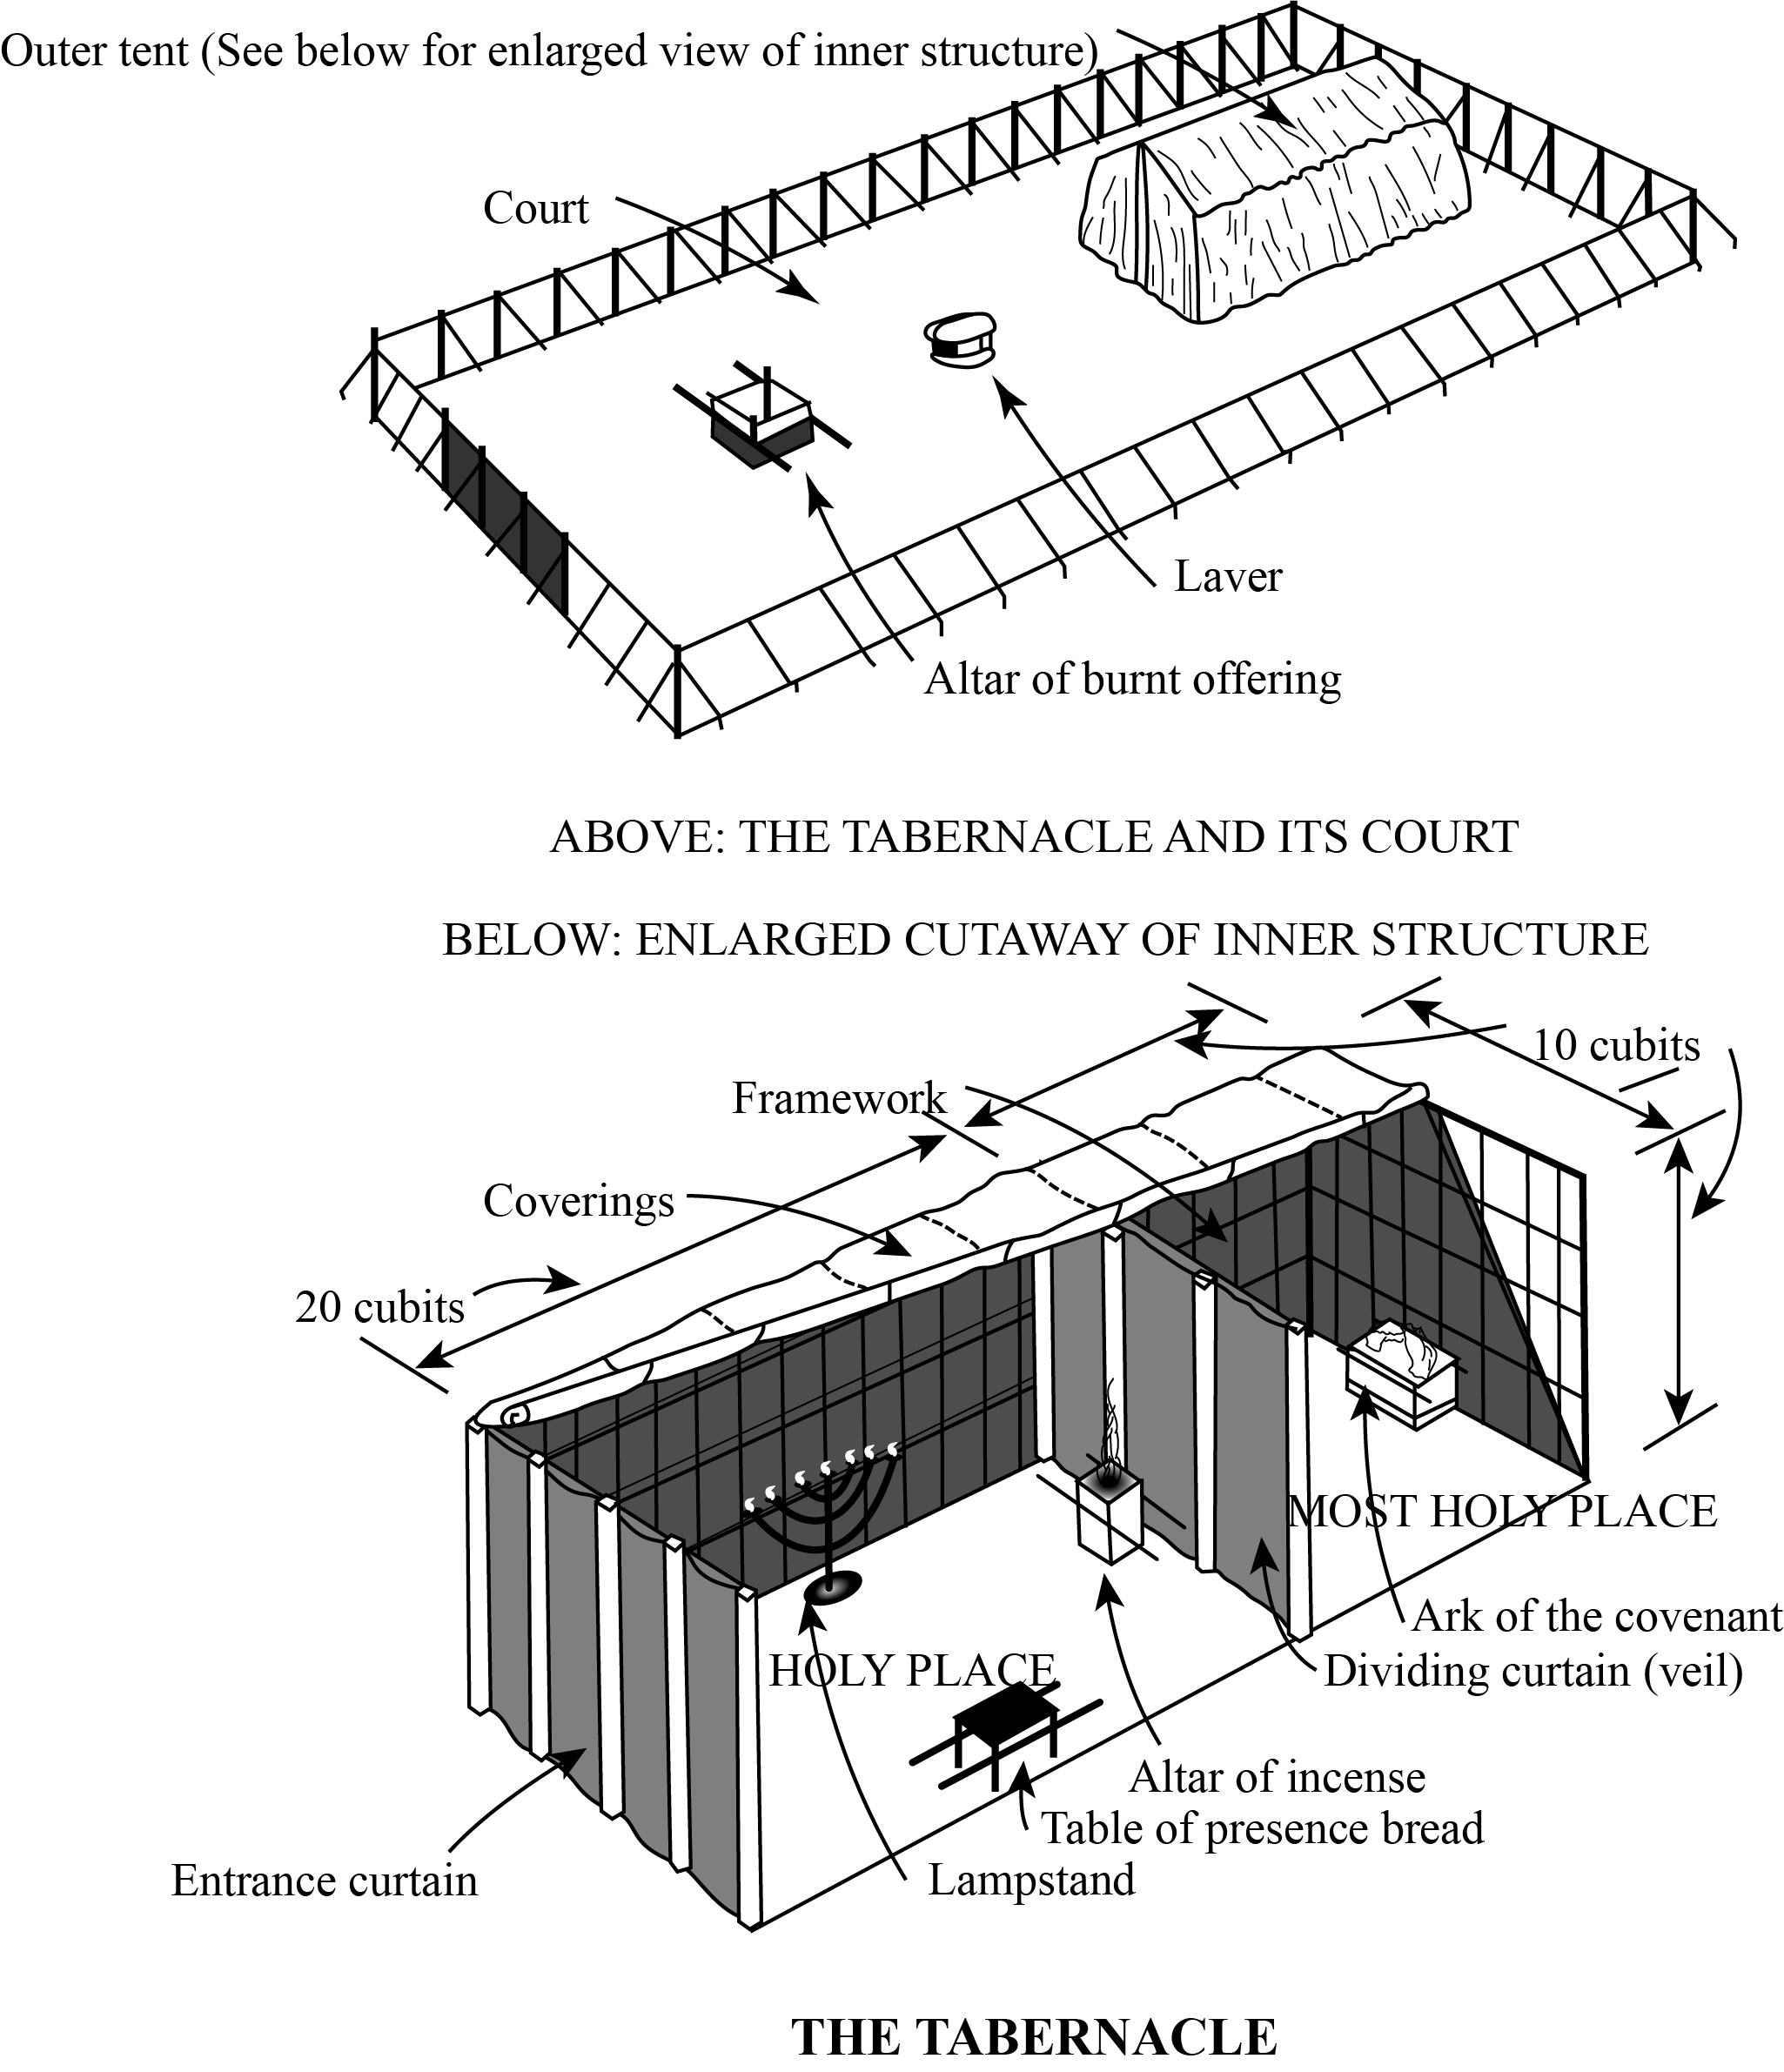 Outer tent (See below for enlarged view of inner structure)
Court
Laver
Altar of burnt offering
ABOVE: THE TABERNACLE AND ITS COURT
BELOW: ENLARGED CUTAWAY OF INNER STRUCTURE
10 cubits
Framework
Coverings
20 cubits
MOST HOLY PLACE
Ark of the covenant
HOLY PLACE
Dividing curtain (veil)
Altar of incense
Table of presence bread
Entrance curtain
Lampstand
THE TABERNACLE